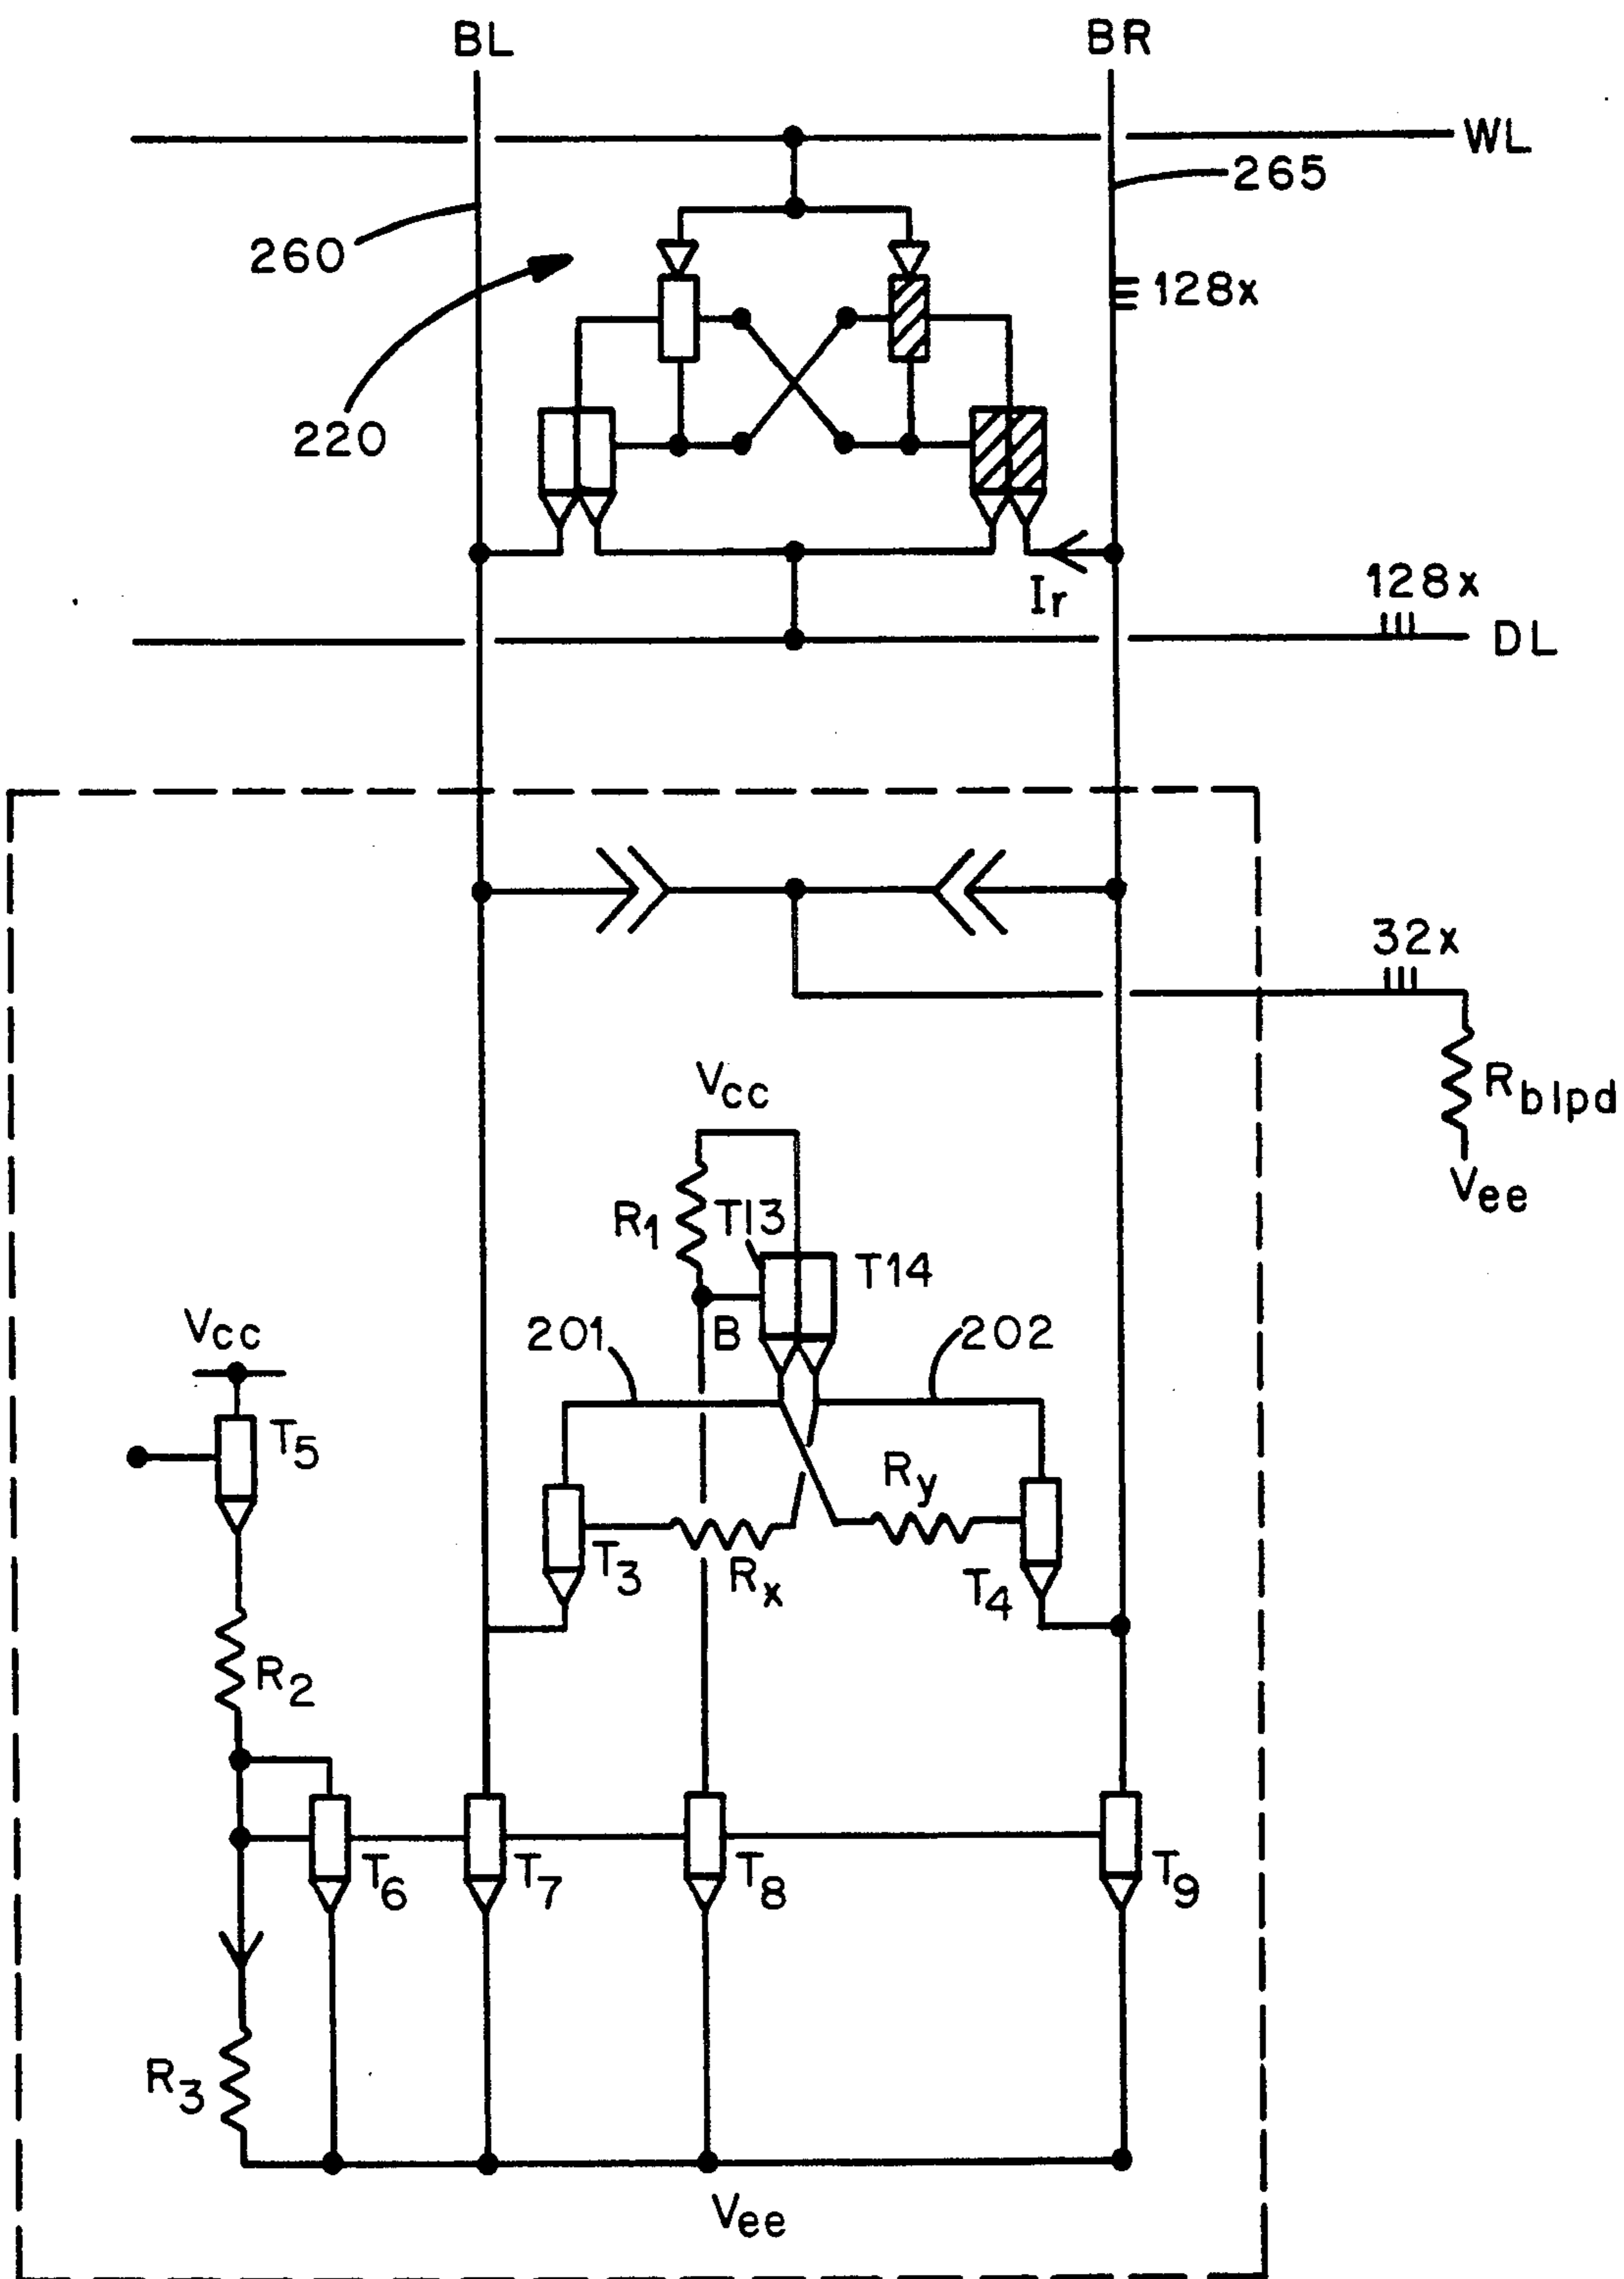 BL
BR
WL
265
260
128x
220
Ir
128x
DL
32x
Vcc
Rblpd
R1
T13
Vee
T14
B
201
202
Vcc
T5
Ry
T3
Rx
T4
R2
T6
T7
T8
T9
R3
Vee